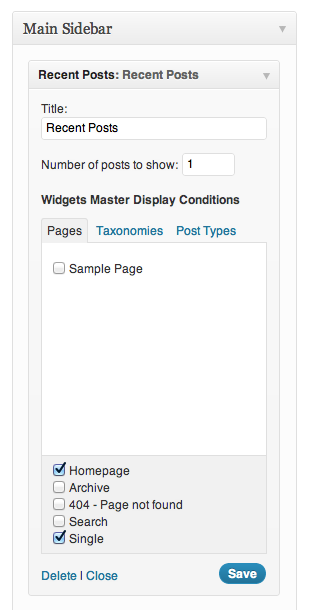 Main Sidebar
Recent Posts: Recent Posts
Title:
Recent Posts
Number of posts to show: 1
Widgets Master Display Conditions
Pages Taxonomies Post Types
Sample Page
Homepage
Archive
404 - Page not found
Search
Single
Delete | Close Save